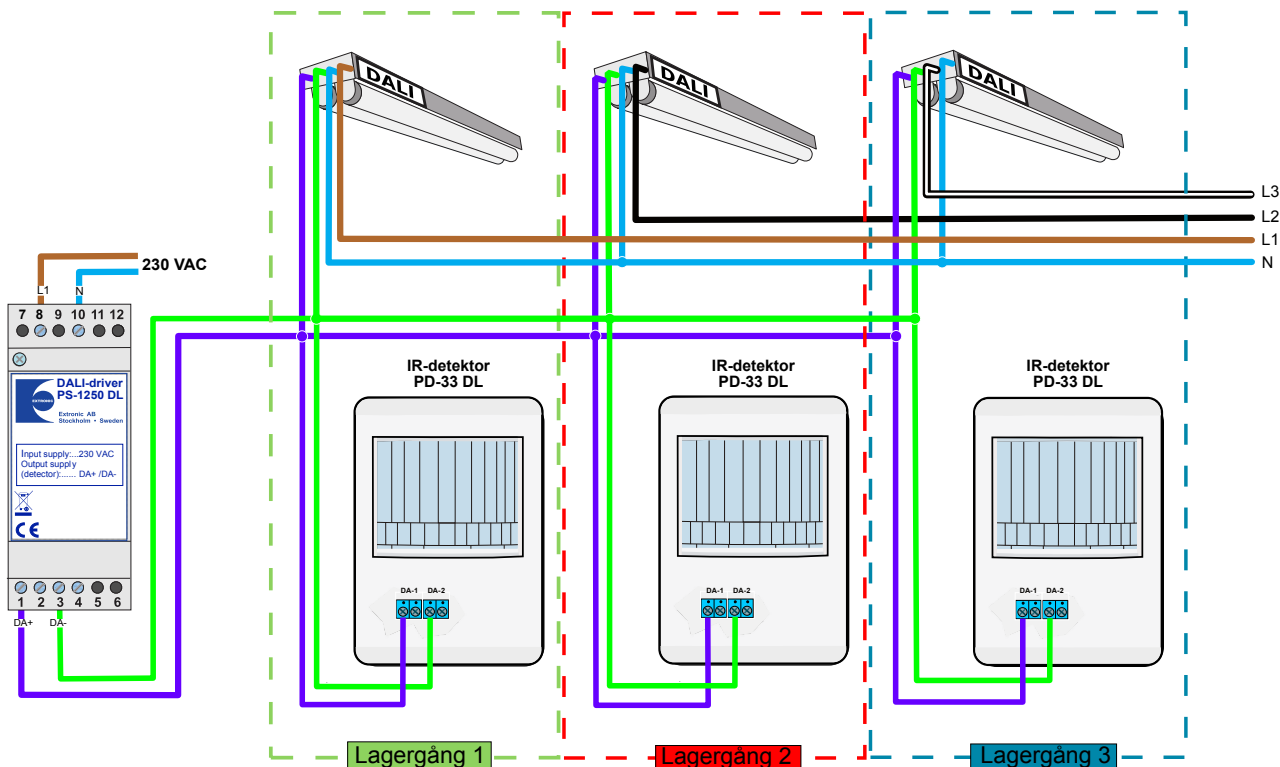 DALI
DALI
DALI
L3
L2
L1
N
230 VAC
L1
N
7 8 9 10 11 12
DALI-driver
PS-1250 DL
EXTRONIC
Extronic AB
Stockholm • Sweden
Input supply:...230 VAC
Output supply
(detector):...... DA+ /DA-
CE
1 2 3 4 5 6
DA+ DA-
IR-detektor
PD-33 DL
DA-1 DA-2
Lagergång 1
IR-detektor
PD-33 DL
DA-1 DA-2
Lagergång 2
IR-detektor
PD-33 DL
DA-1 DA-2
Lagergång 3